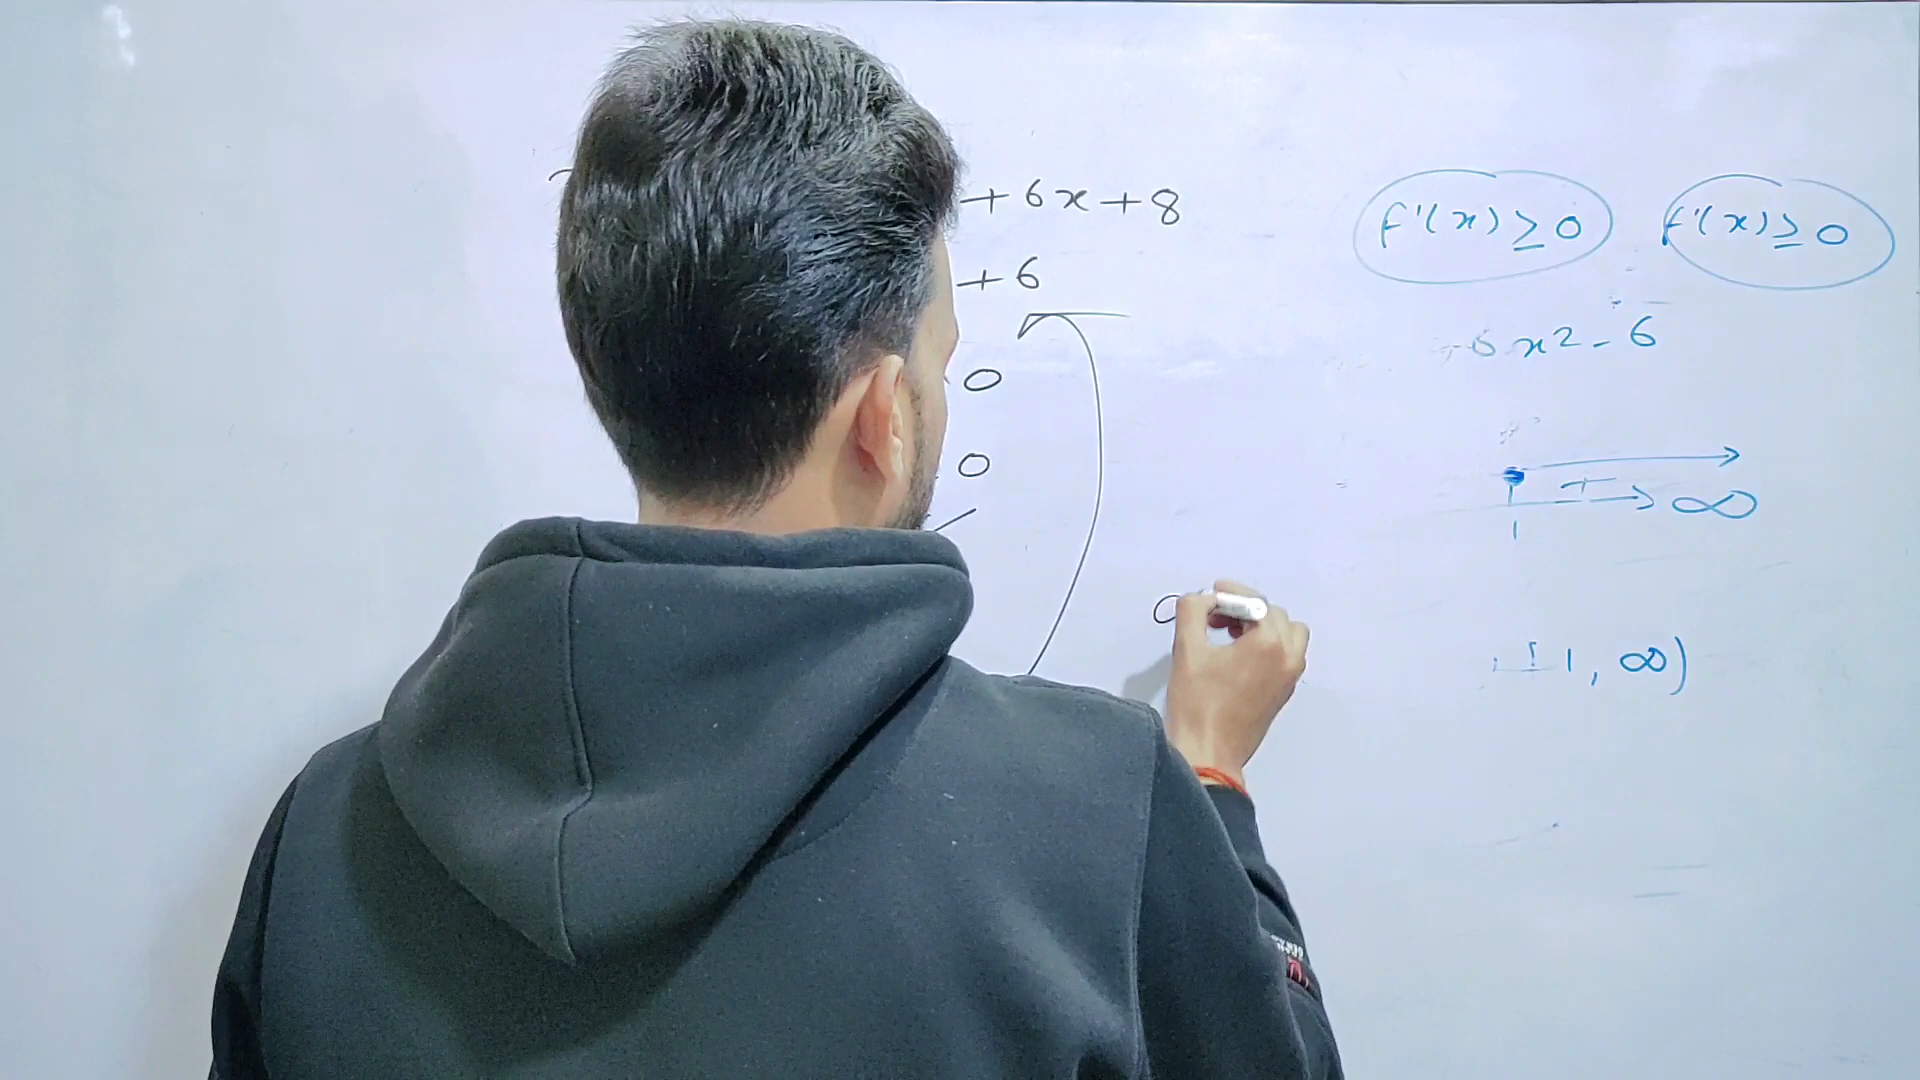 + 6x + 8
+ 6
0
0
f'(x) ≥ 0
f'(x) ≥ 0
6x2 - 6
+
∞
1
[1, ∞)